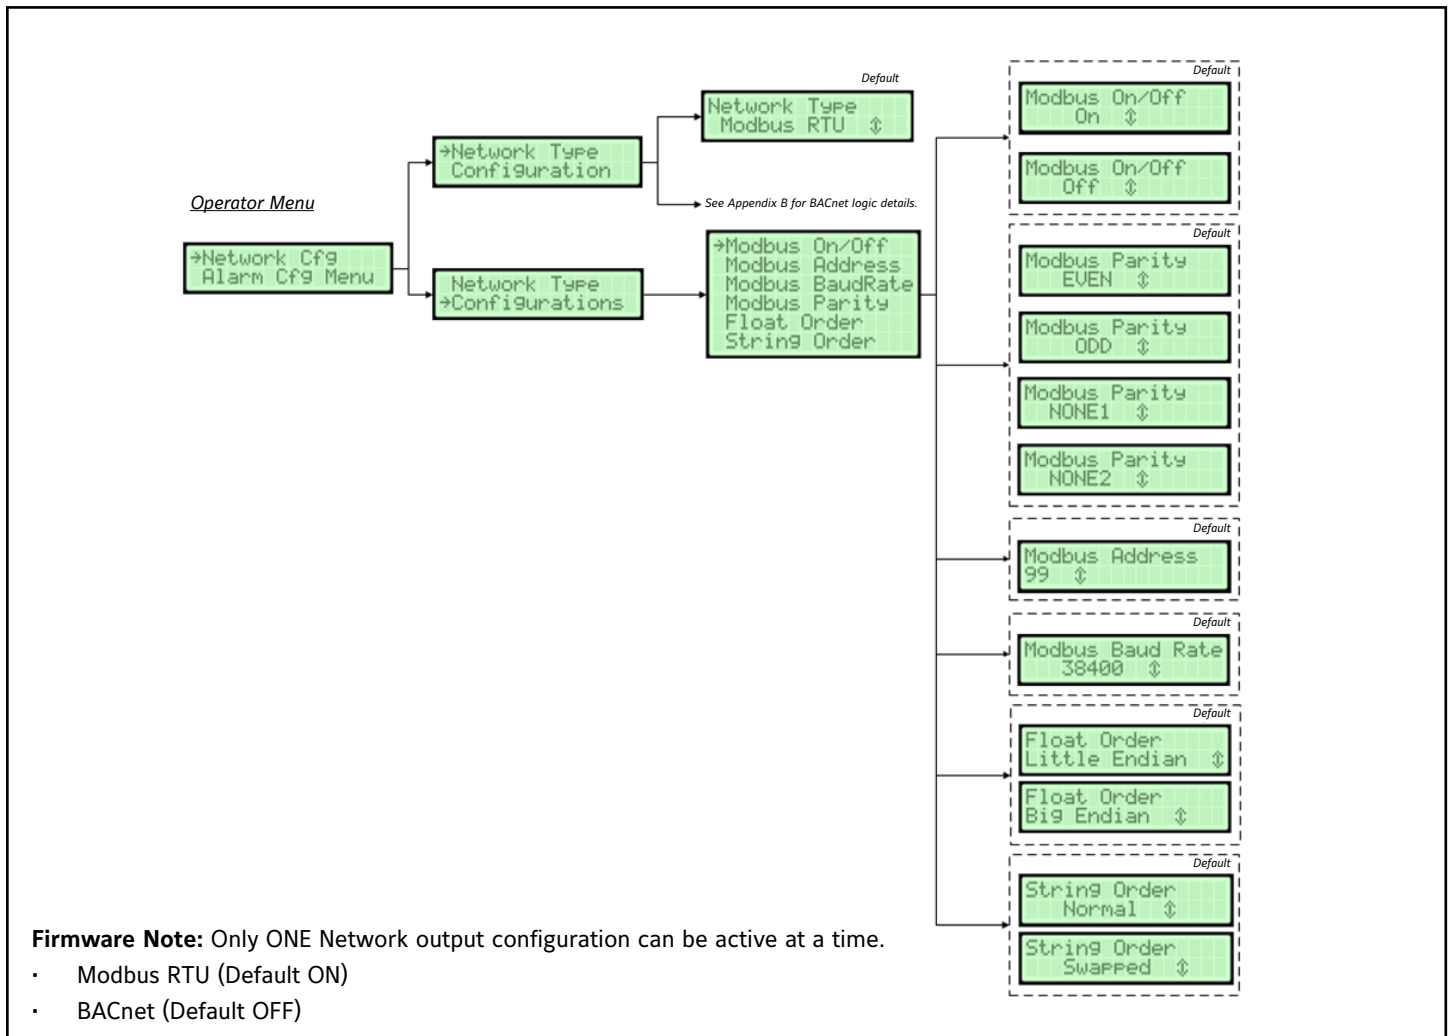 Operator Menu
→Network Cfg
Alarm Cfg Menu
→Network Type
Configuration
Network Type
→Configurations
Default
Network Type
Modbus RTU ⇕
See Appendix B for BACnet logic details.
→Modbus On/Off
Modbus Address
Modbus BaudRate
Modbus Parity
Float Order
String Order
Default
Modbus On/Off
On ⇕
Modbus On/Off
Off ⇕
Default
Modbus Parity
EVEN ⇕
Modbus Parity
ODD ⇕
Modbus Parity
NONE1 ⇕
Modbus Parity
NONE2 ⇕
Default
Modbus Address
99 ⇕
Default
Modbus Baud Rate
38400 ⇕
Default
Float Order
Little Endian ⇕
Float Order
Big Endian ⇕
Default
String Order
Normal ⇕
String Order
Swapped ⇕
Firmware Note: Only ONE Network output configuration can be active at a time.
· Modbus RTU (Default ON)
· BACnet (Default OFF)